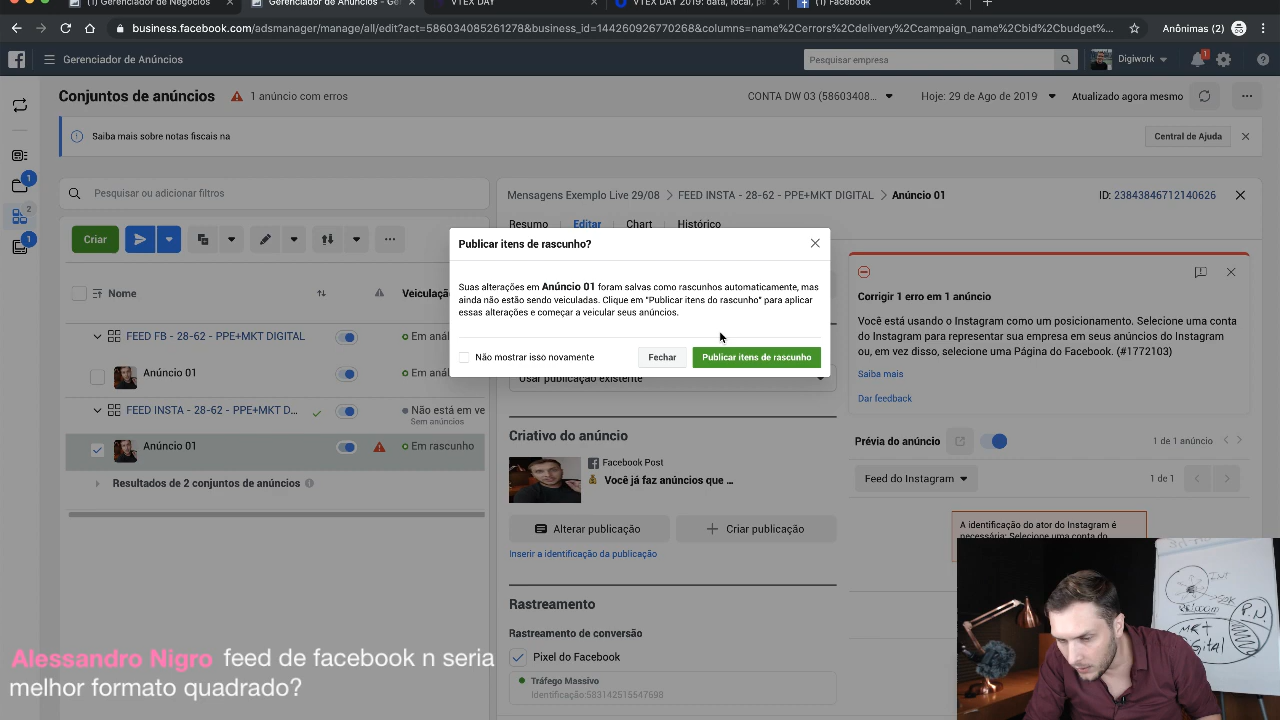 (1) Gerenciador de Negócios
Gerenciador de Anúncios - Ger
VTEX DAY
VTEX DAY 2019: data, local, pa
(1) Facebook
business.facebook.com/adsmanager/manage/all/edit?act=586034085261278&business_id=144260926770268&columns=name%2Cerrors%2Cdelivery%2Ccampaign_name%2Cbid%2Cbudget%...
Anônimas (2)
Gerenciador de Anúncios
Pesquisar empresa
Digiwork
1
Conjuntos de anúncios
1 anúncio com erros
CONTA DW 03 (58603408...
Hoje: 29 de Ago de 2019
Atualizado agora mesmo
Saiba mais sobre notas fiscais na
Central de Ajuda
1
2
1
Pesquisar ou adicionar filtros
Mensagens Exemplo Live 29/08 > FEED INSTA - 28-62 - PPE+MKT DIGITAL > Anúncio 01
ID: 23843846712140626
Resumo
Editar
Chart
Histórico
Criar
Nome
Veiculação
FEED FB - 28-62 - PPE+MKT DIGITAL
Em aná
Anúncio 01
Em aná
FEED INSTA - 28-62 - PPE+MKT D...
Não está em ve
Sem anúncios
Anúncio 01
Em rascunho
Resultados de 2 conjuntos de anúncios
Publicar itens de rascunho?
Suas alterações em Anúncio 01 foram salvas como rascunhos automaticamente, mas
ainda não estão sendo veiculadas. Clique em "Publicar itens do rascunho" para aplicar
essas alterações e começar a veicular seus anúncios.
Não mostrar isso novamente
Fechar
Publicar itens de rascunho
Usar publicação existente
Criativo do anúncio
Facebook Post
Você já faz anúncios que ...
Alterar publicação
Criar publicação
Inserir a identificação da publicação
Rastreamento
Rastreamento de conversão
Pixel do Facebook
Tráfego Massivo
Identificação:583142515547698
Corrigir 1 erro em 1 anúncio
Você está usando o Instagram como um posicionamento. Selecione uma conta
do Instagram para representar sua empresa em seus anúncios do Instagram
ou, em vez disso, selecione uma Página do Facebook. (#1772103)
Saiba mais
Dar feedback
Prévia do anúncio
1 de 1 anúncio
Feed do Instagram
1 de 1
A identificação do ator do Instagram é
Alessandro Nigro feed de facebook n seria
melhor formato quadrado?